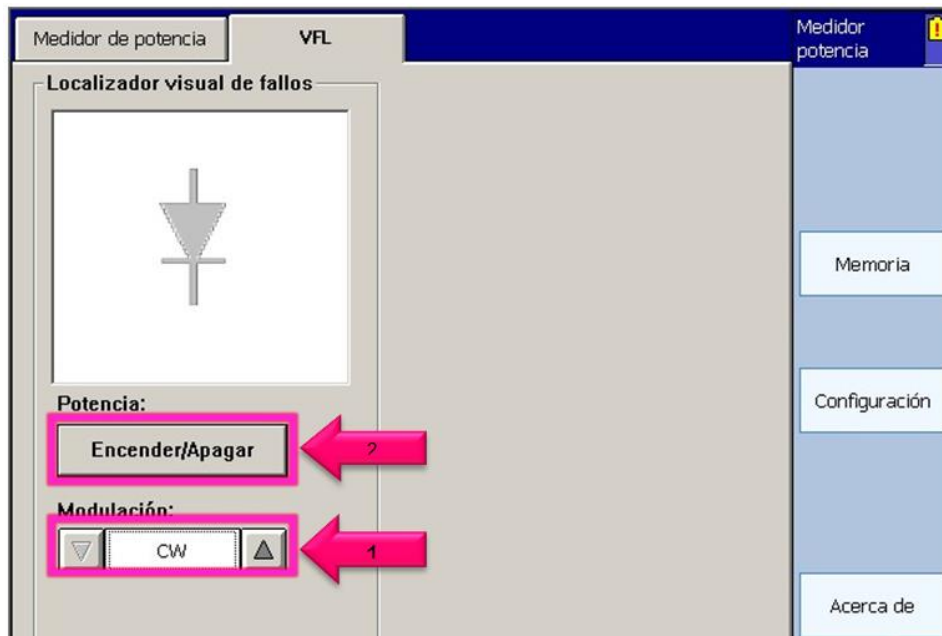 Medidor de potencia
VFL
Medidor
potencia
Localizador visual de fallos
Potencia:
Encender/Apagar
2
Modulación:
CW
1
Memoria
Configuración
Acerca de